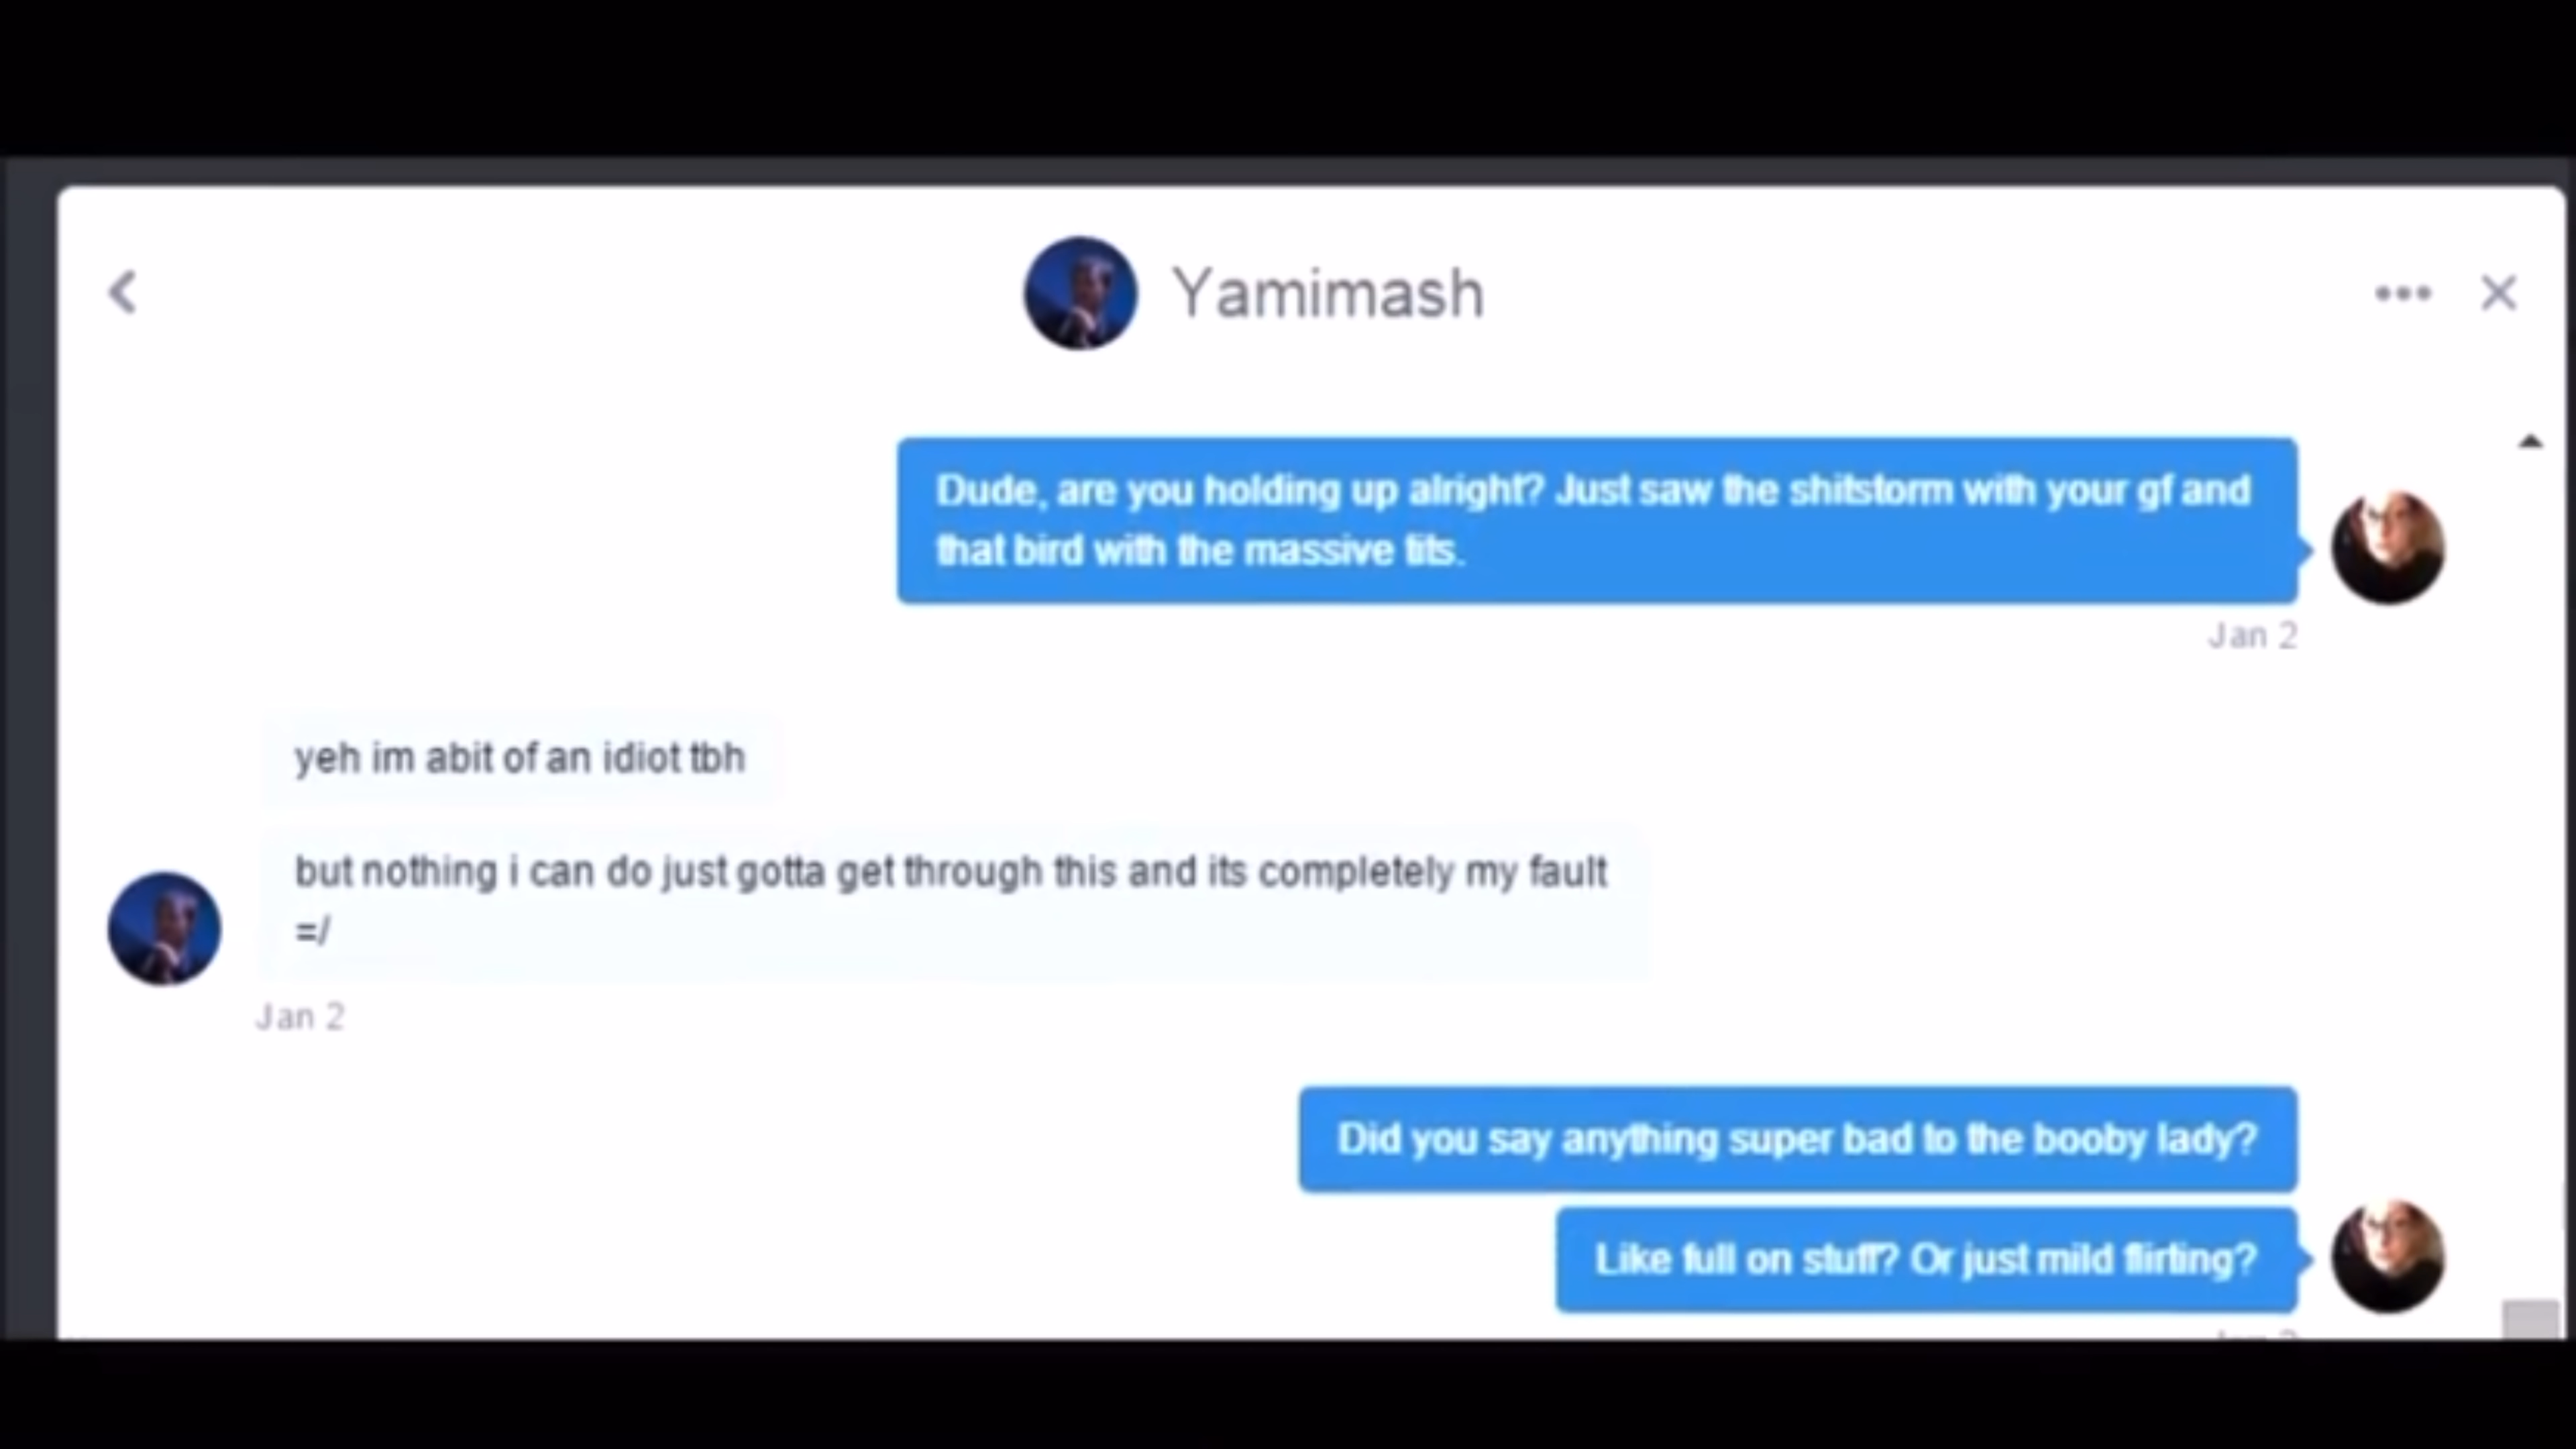 Yamimash
Dude, are you holding up alright? Just saw the shitstorm with your gf and
that bird with the massive tits.
Jan 2
yeh im abit of an idiot tbh
but nothing i can do just gotta get through this and its completely my fault
=/
Jan 2
Did you say anything super bad to the booby lady?
Like full on stuff? Or just mild flirting?